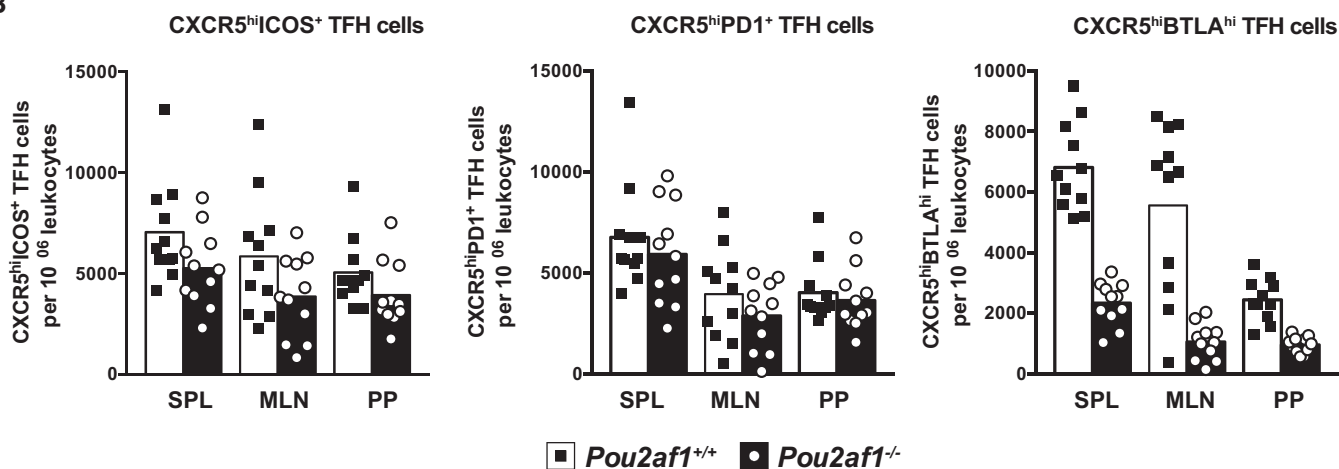 B
CXCR5hiICOS+ TFH cells
CXCR5hiICOS+ TFH cells
per 10 06 leukocytes
15000
10000
5000
0
SPL MLN PP
CXCR5hiPD1+ TFH cells
CXCR5hiPD1+ TFH cells
per 10 06 leukocytes
15000
10000
5000
0
SPL MLN PP
CXCR5hiBTLAhi TFH cells
CXCR5hiBTLAhi TFH cells
per 10 06 leukocytes
10000
8000
6000
4000
2000
0
SPL MLN PP
Pou2af1+/+ Pou2af1-/-